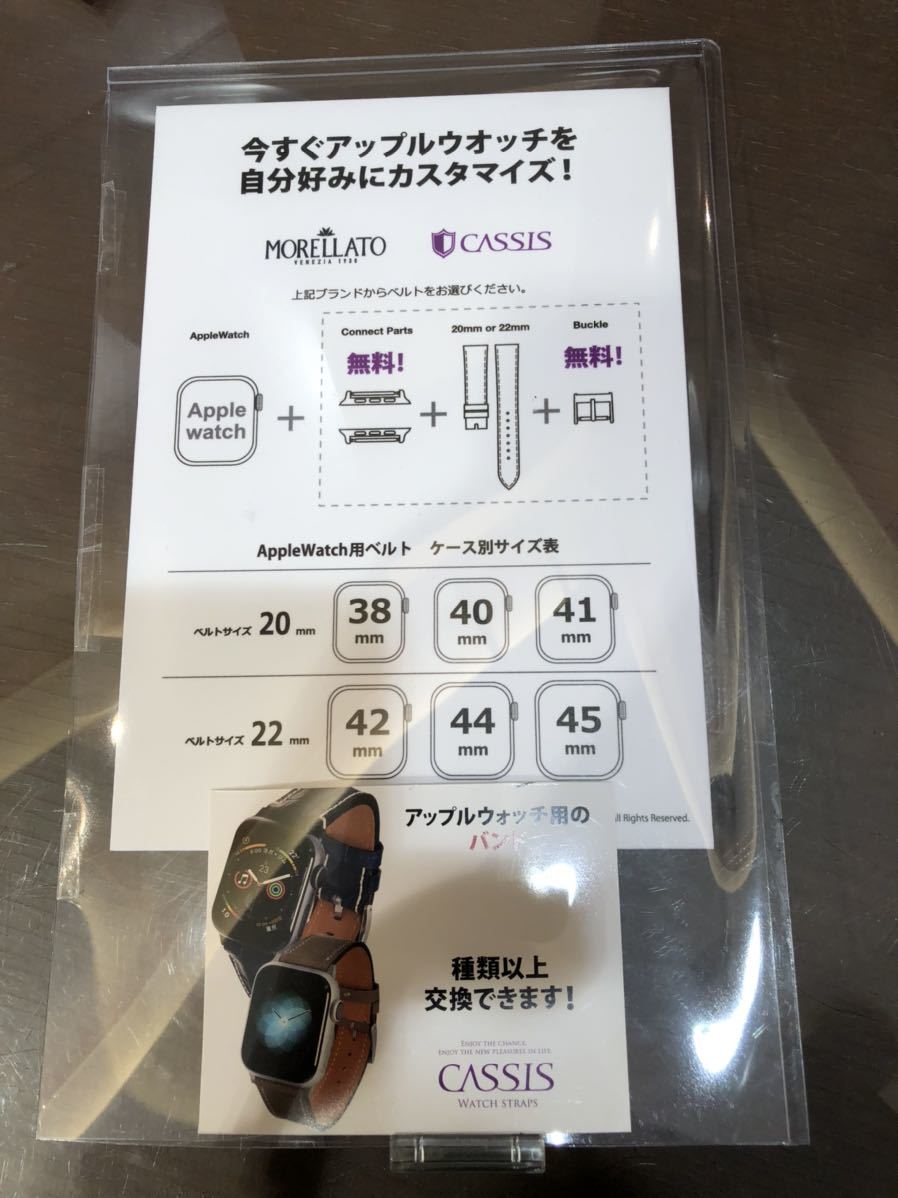 今すぐアップルウオッチを
自分好みにカスタマイズ！
MORELLATO
VENEZIA 1930
CASSIS
上記ブランドからベルトをお選びください。
AppleWatch
Connect Parts
無料！
20mm or 22mm
Buckle
無料！
Apple
watch
+
+
+
AppleWatch用ベルト ケース別サイズ表
ベルトサイズ 20 mm
38
mm
40
mm
41
mm
ベルトサイズ 22 mm
42
mm
44
mm
45
mm
All Rights Reserved.
アップルウォッチ用の
バンド
種類以上
交換できます！
ENJOY THE CHANCE.
ENJOY THE NEW PLEASURES IN LIFE.
CASSIS
WATCH STRAPS